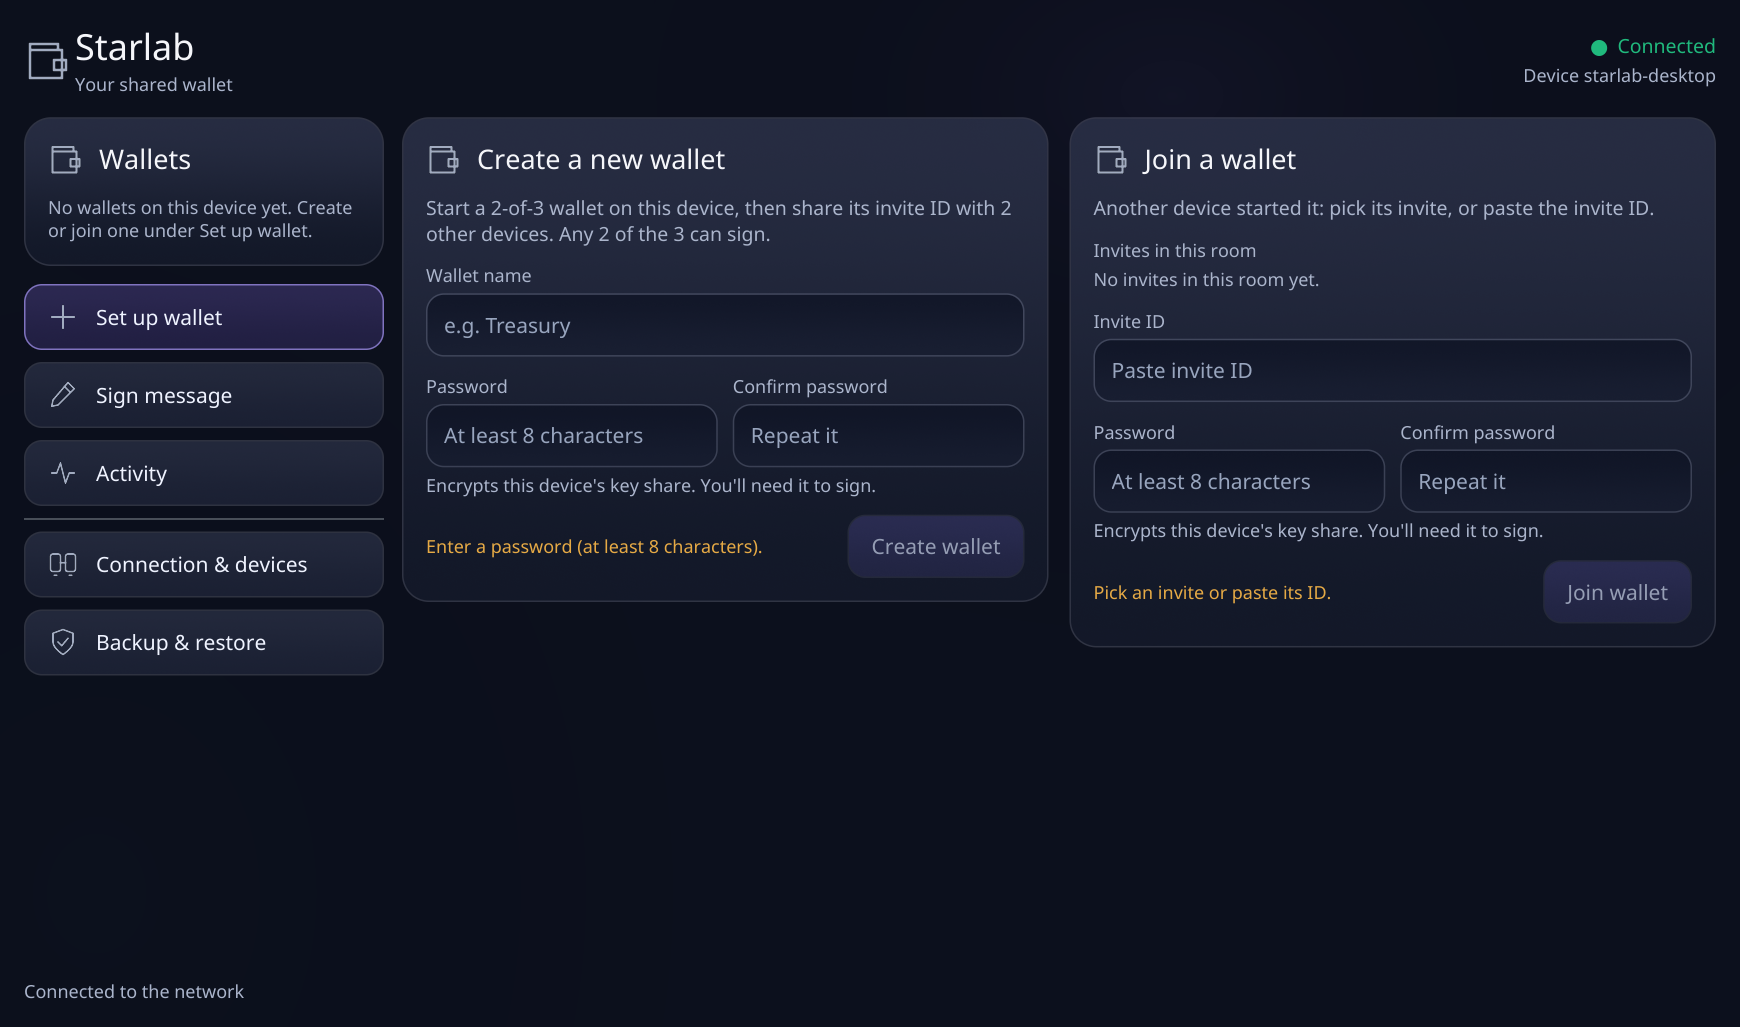 Starlab
Your shared wallet
Connected
Device starlab-desktop
Wallets
No wallets on this device yet. Create
or join one under Set up wallet.
Set up wallet
Sign message
Activity
Connection & devices
Backup & restore
Create a new wallet
Start a 2-of-3 wallet on this device, then share its invite ID with 2
other devices. Any 2 of the 3 can sign.
Wallet name
e.g. Treasury
Password
Confirm password
At least 8 characters
Repeat it
Encrypts this device's key share. You'll need it to sign.
Enter a password (at least 8 characters).
Create wallet
Join a wallet
Another device started it: pick its invite, or paste the invite ID.
Invites in this room
No invites in this room yet.
Invite ID
Paste invite ID
Password
Confirm password
At least 8 characters
Repeat it
Encrypts this device's key share. You'll need it to sign.
Pick an invite or paste its ID.
Join wallet
Connected to the network